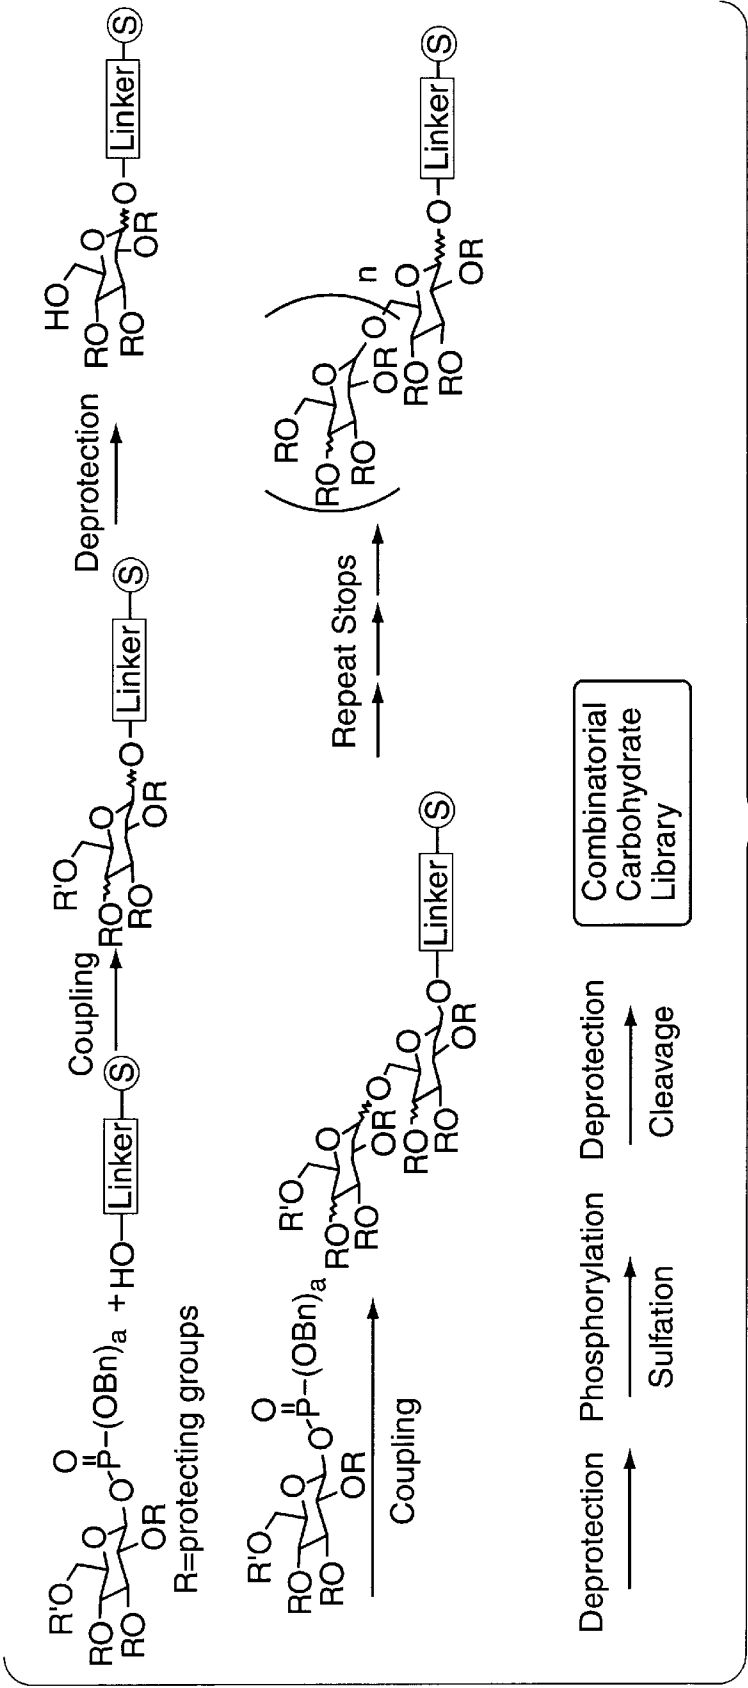 R'O
O
O
RO
RO
OR
O
P
(OBn)a
+
HO
Linker
S
Coupling
R'O
O
RO
RO
OR
O
Linker
S
Deprotection
HO
O
RO
RO
OR
O
Linker
S
R=protecting groups
R'O
O
O
RO
RO
OR
O
P
(OBn)a
Coupling
R'O
O
RO
RO
OR
O
O
RO
RO
OR
O
Linker
S
Repeat Stops
RO
O
RO
RO
OR
O
n
O
RO
RO
OR
O
Linker
S
Deprotection
Phosphorylation
Sulfation
Deprotection
Cleavage
Combinatorial
Carbohydrate
Library